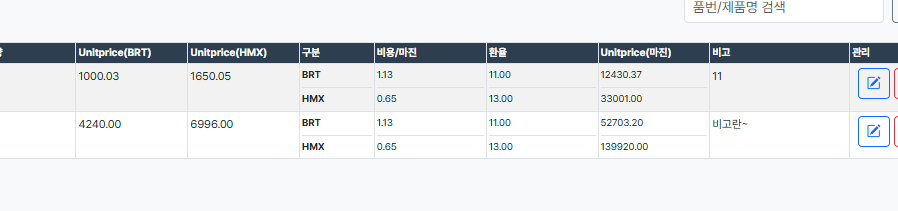 품번/제품명 검색
Unitprice(BRT) Unitprice(HMX) 구분 비용/마진 환율 Unitprice(마진) 비고 관리
1000.03 1650.05 BRT 1.13 11.00 12430.37 11
HMX 0.65 13.00 33001.00
4240.00 6996.00 BRT 1.13 11.00 52703.20 비고란~
HMX 0.65 13.00 139920.00